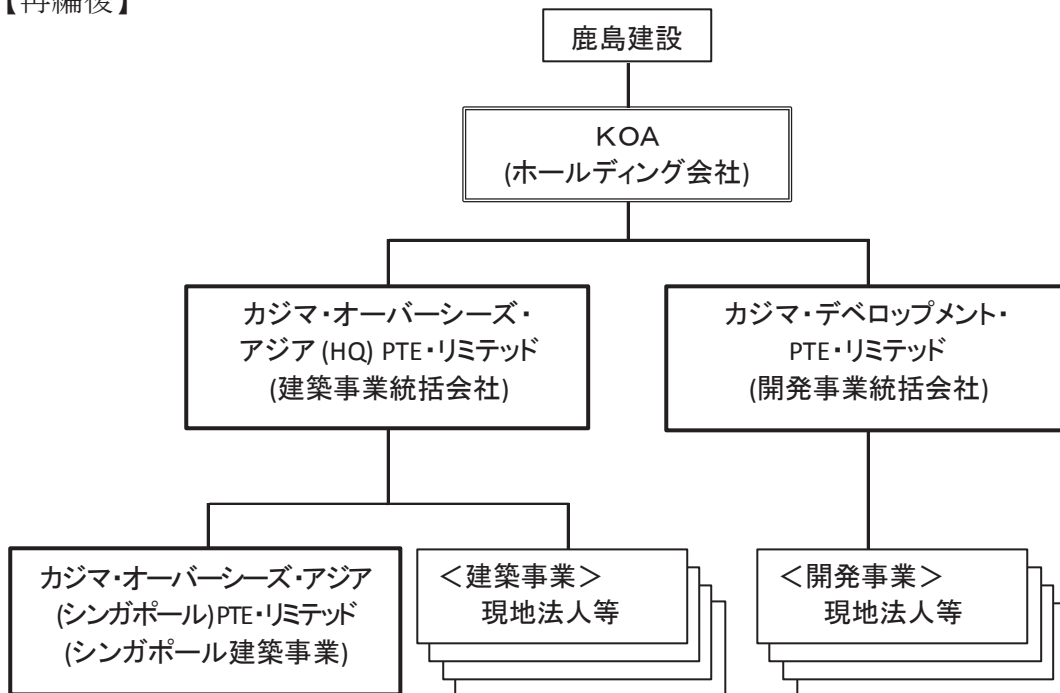 【再編後】
鹿島建設
KOA
(ホールディング会社)
カジマ・オーバーシーズ・
アジア (HQ) PTE・リミテッド
(建築事業統括会社)
カジマ・デベロップメント・
PTE・リミテッド
(開発事業統括会社)
カジマ・オーバーシーズ・アジア
(シンガポール)PTE・リミテッド
(シンガポール建築事業)
＜建築事業＞
現地法人等
＜開発事業＞
現地法人等